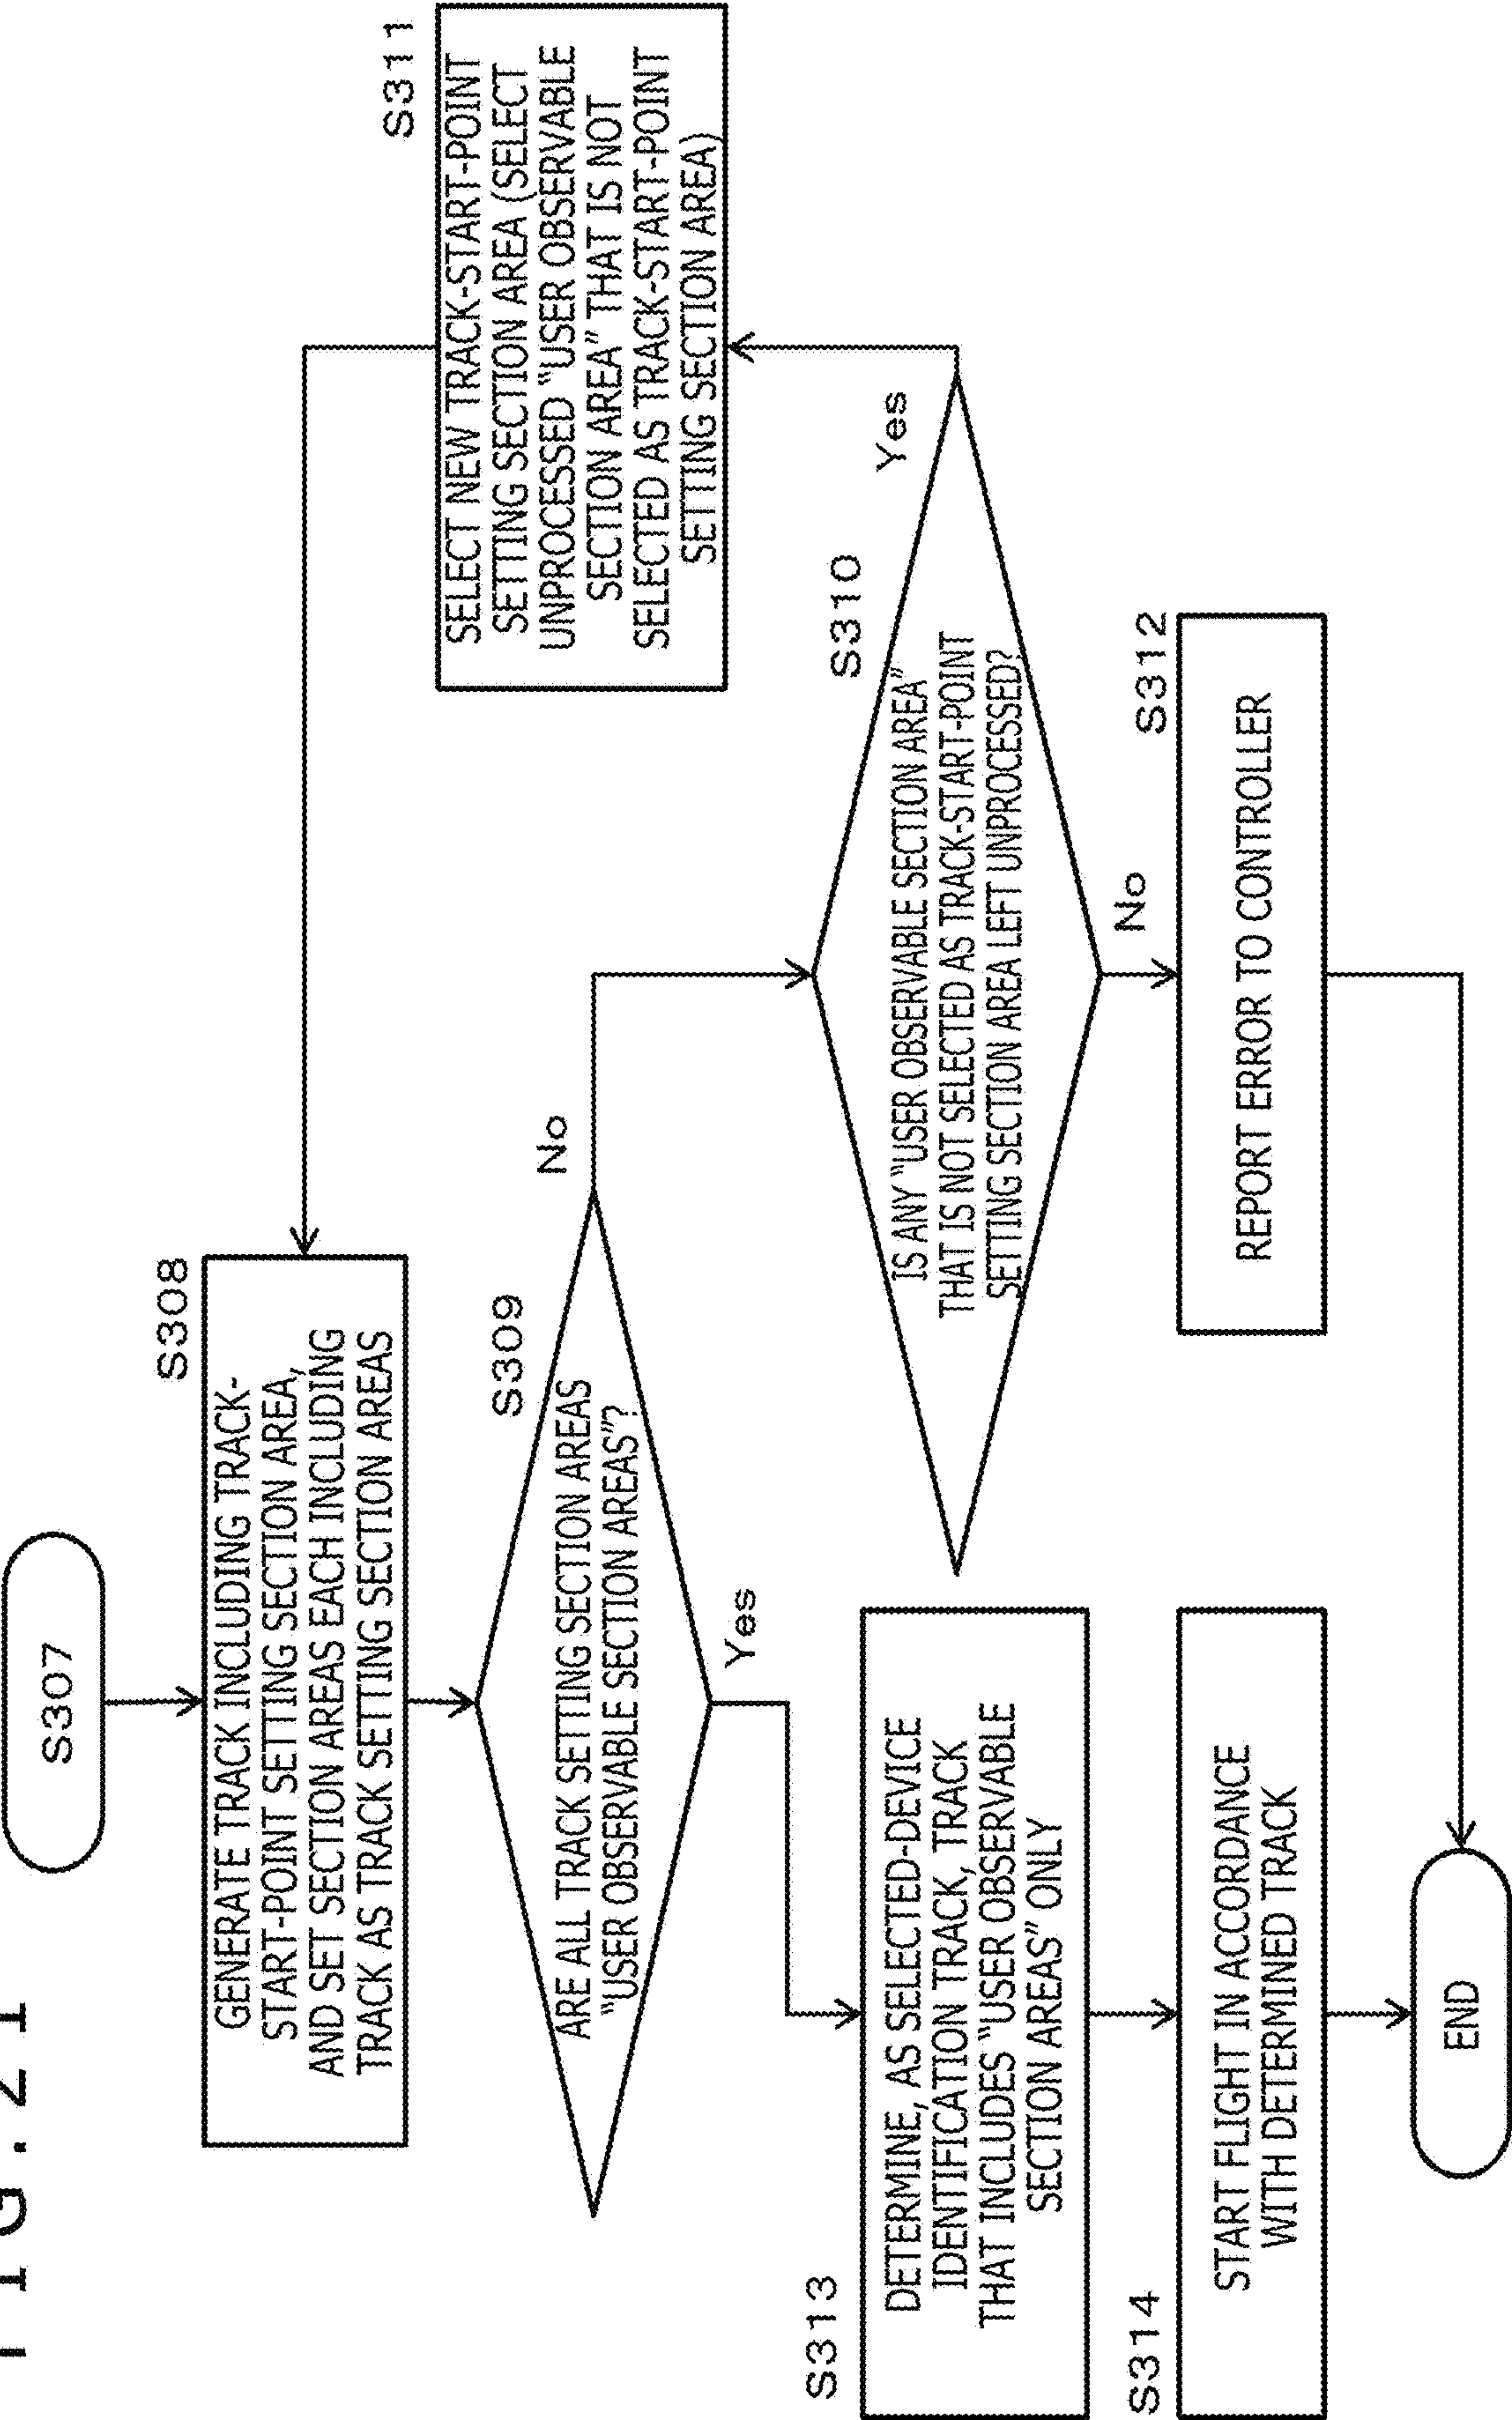 FIG. 21
S307
S308
GENERATE TRACK INCLUDING TRACK-
START-POINT SETTING SECTION AREA,
AND SET SECTION AREAS EACH INCLUDING
TRACK AS TRACK SETTING SECTION AREAS
S309
ARE ALL TRACK SETTING SECTION AREAS
“USER OBSERVABLE SECTION AREAS”?
No
Yes
S310
IS ANY “USER OBSERVABLE SECTION AREA”
THAT IS NOT SELECTED AS TRACK-START-POINT
SETTING SECTION AREA LEFT UNPROCESSED?
Yes
No
S311
SELECT NEW TRACK-START-POINT
SETTING SECTION AREA (SELECT
UNPROCESSED “USER OBSERVABLE
SECTION AREA” THAT IS NOT
SELECTED AS TRACK-START-POINT
SETTING SECTION AREA)
S312
REPORT ERROR TO CONTROLLER
S313
DETERMINE, AS SELECTED-DEVICE
IDENTIFICATION TRACK, TRACK
THAT INCLUDES “USER OBSERVABLE
SECTION AREAS” ONLY
S314
START FLIGHT IN ACCORDANCE
WITH DETERMINED TRACK
END